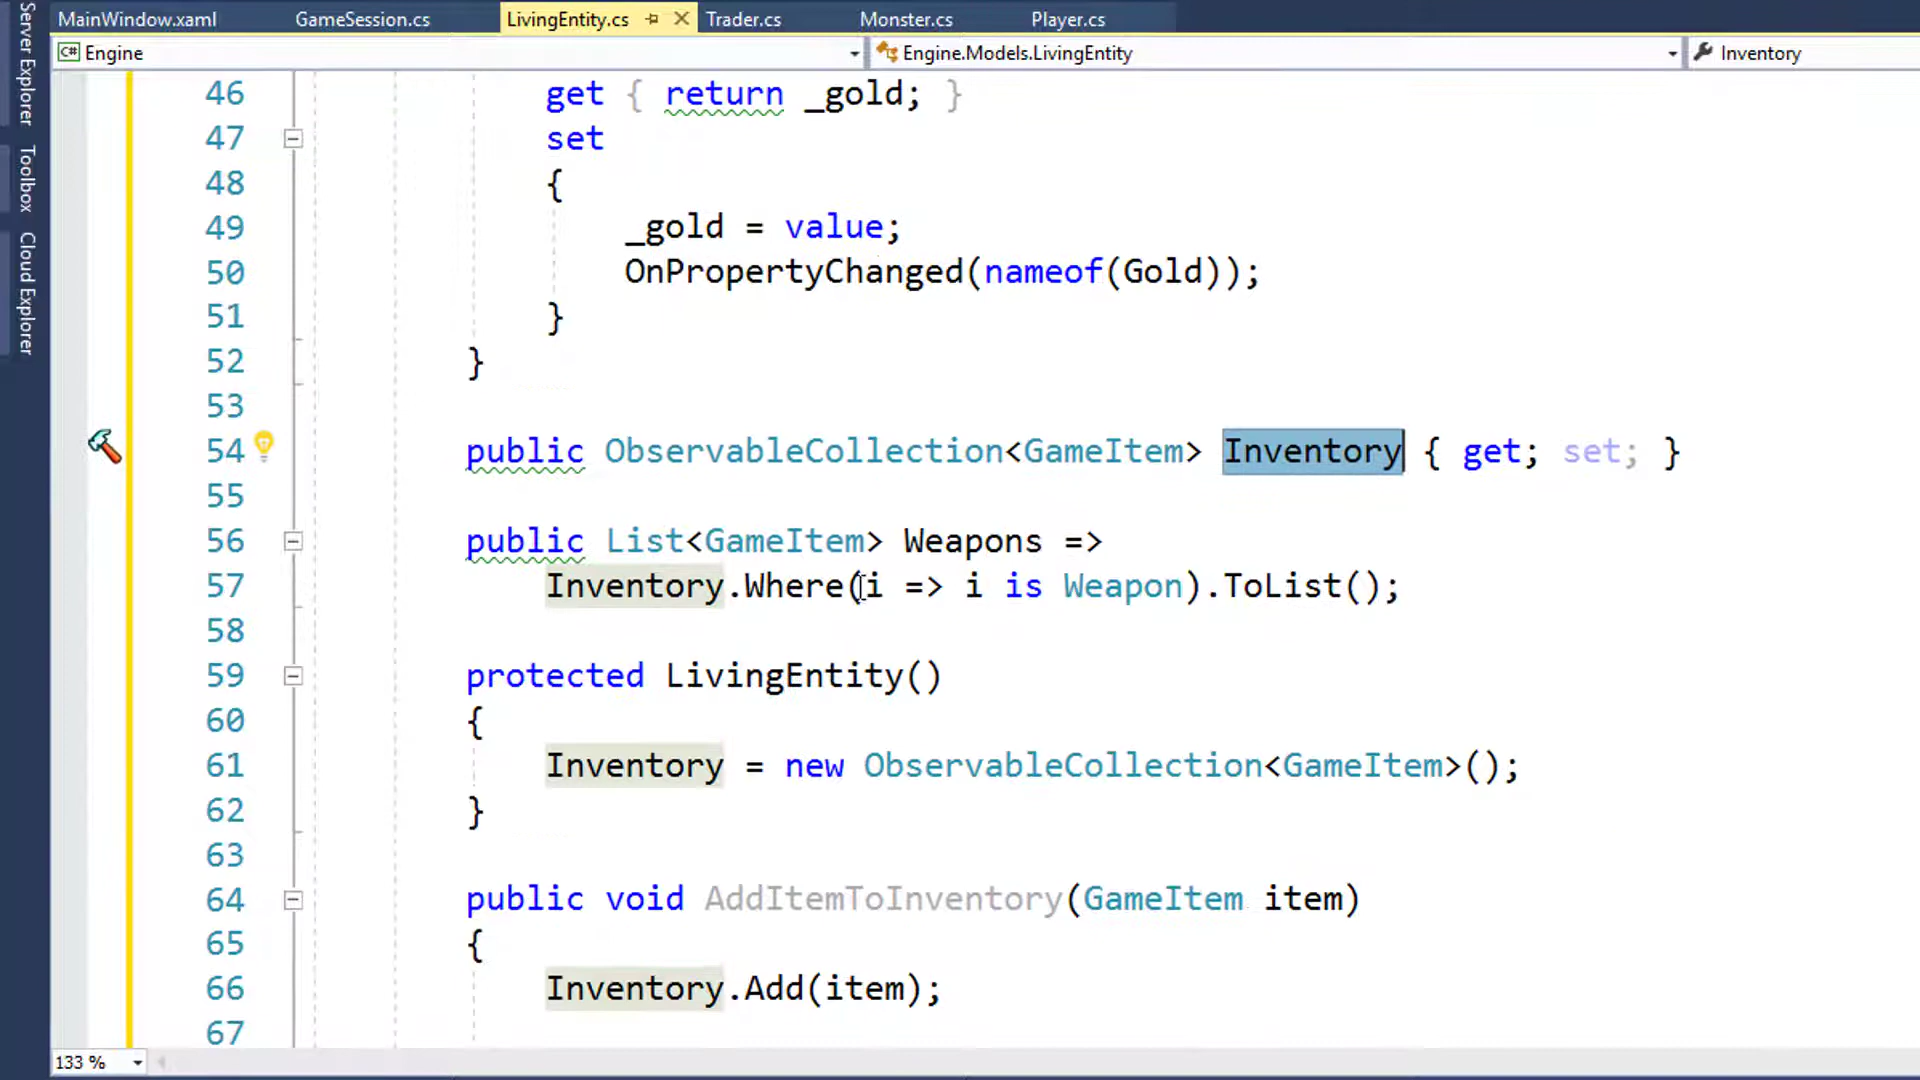 MainWindow.xaml GameSession.cs LivingEntity.cs Trader.cs Monster.cs Player.cs
Server Explorer
Toolbox
Cloud Explorer
C# Engine Engine.Models.LivingEntity Inventory
46 get { return _gold; }
47 set
48 {
49 _gold = value;
50 OnPropertyChanged(nameof(Gold));
51 }
52 }
53
54 public ObservableCollection<GameItem> Inventory { get; set; }
55
56 public List<GameItem> Weapons =>
57 Inventory.Where(i => i is Weapon).ToList();
58
59 protected LivingEntity()
60 {
61 Inventory = new ObservableCollection<GameItem>();
62 }
63
64 public void AddItemToInventory(GameItem item)
65 {
66 Inventory.Add(item);
67
133 %